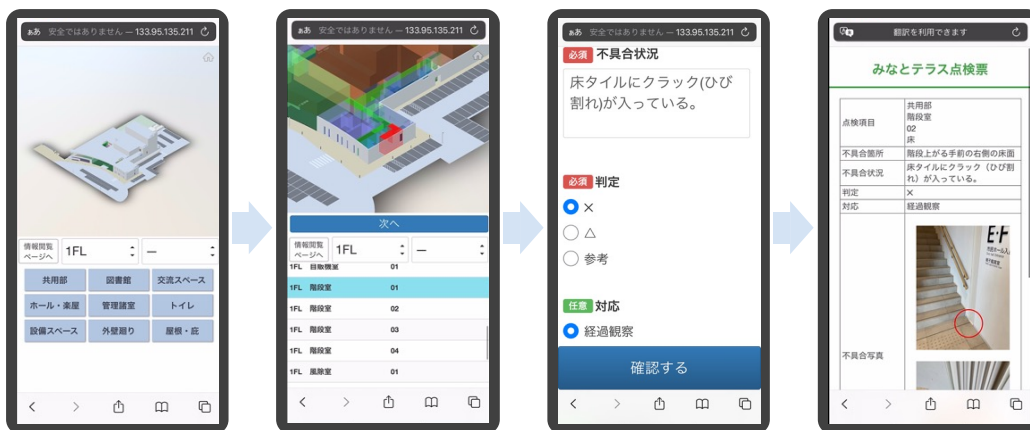 ぁあ 安全ではありません — 133.95.135.211
情報閲覧
ページへ
1FL
—
共用部 図書館 交流スペース
ホール・楽屋 管理諸室 トイレ
設備スペース 外壁廻り 屋根・庇
ぁあ 安全ではありません — 133.95.135.211
次へ
情報閲覧
ページへ
1FL
—
1FL 自販機室 01
1FL 階段室 01
1FL 階段室 02
1FL 階段室 03
1FL 階段室 04
1FL 風除室 01
ぁあ 安全ではありません — 133.95.135.211
必須 不具合状況
床タイルにクラック(ひび
割れ)が入っている。
必須 判定
×
△
参考
任意 対応
経過観察
確認する
翻訳を利用できます
みなとテラス点検票
点検項目
共用部
階段室
02
床
不具合箇所 階段上がる手前の右側の床面
不具合状況
床タイルにクラック（ひび割
れ）が入っている。
判定 ×
対応 経過観察
不具合写真